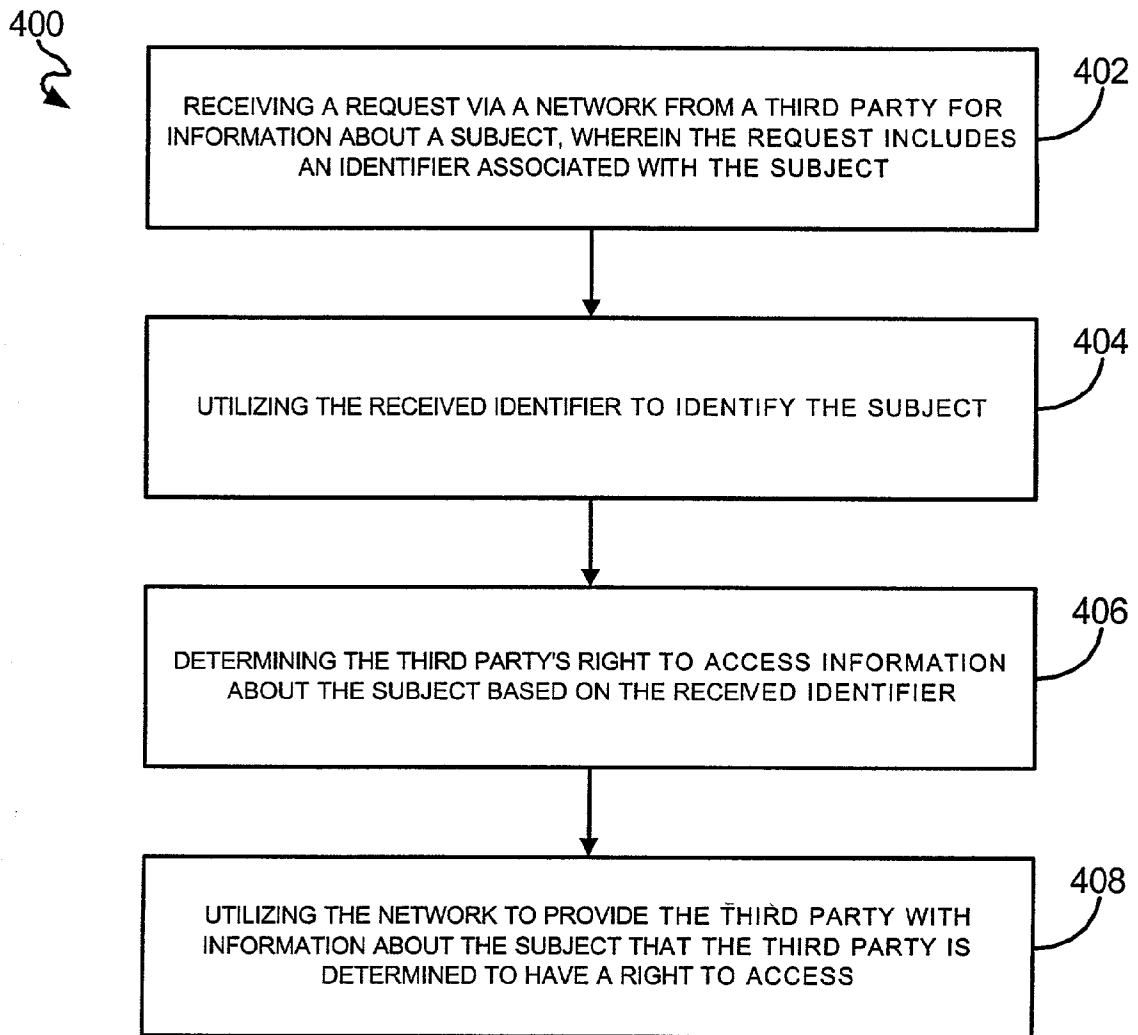 400
402
RECEIVING A REQUEST VIA A NETWORK FROM A THIRD PARTY FOR
INFORMATION ABOUT A SUBJECT, WHEREIN THE REQUEST INCLUDES
AN IDENTIFIER ASSOCIATED WITH THE SUBJECT
404
UTILIZING THE RECEIVED IDENTIFIER TO IDENTIFY THE SUBJECT
406
DETERMINING THE THIRD PARTY'S RIGHT TO ACCESS INFORMATION
ABOUT THE SUBJECT BASED ON THE RECEIVED IDENTIFIER
408
UTILIZING THE NETWORK TO PROVIDE THE THIRD PARTY WITH
INFORMATION ABOUT THE SUBJECT THAT THE THIRD PARTY IS
DETERMINED TO HAVE A RIGHT TO ACCESS